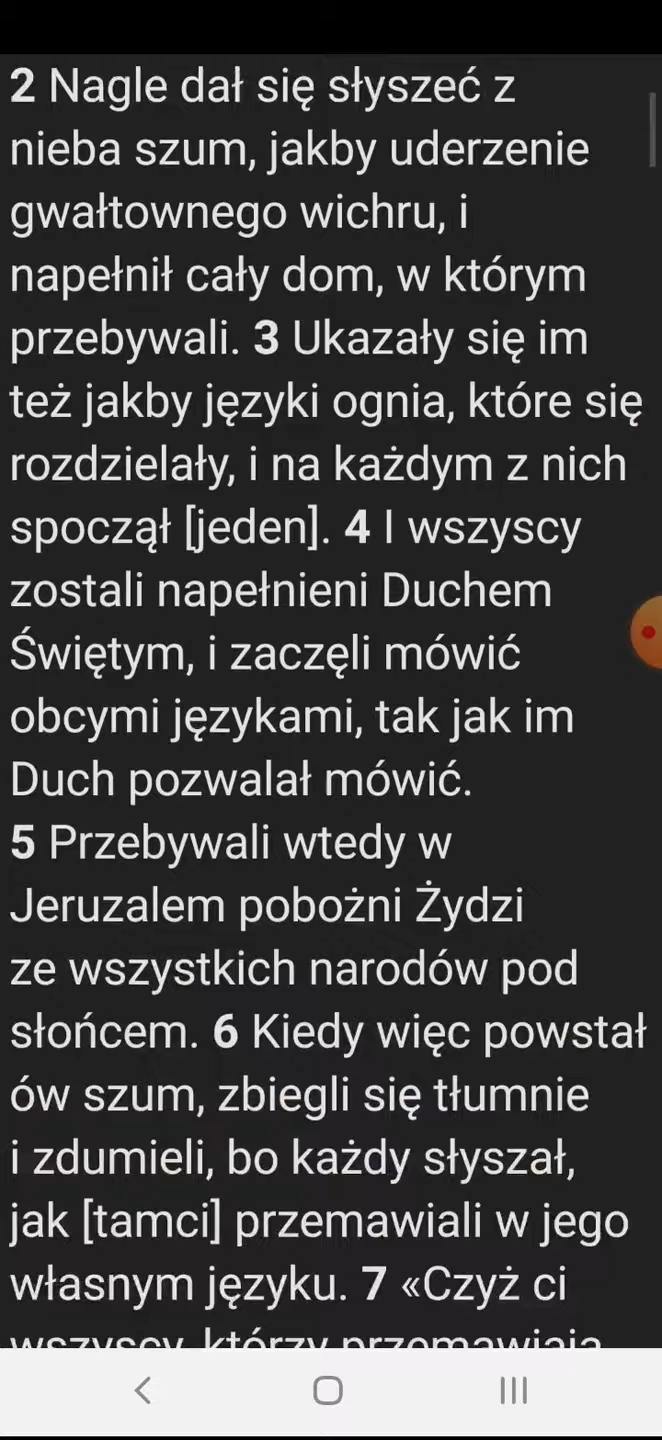 2 Nagle dał się słyszeć z
nieba szum, jakby uderzenie
gwałtownego wichru, i
napełnił cały dom, w którym
przebywali. 3 Ukazały się im
też jakby języki ognia, które się
rozdzielały, i na każdym z nich
spoczął [jeden]. 4 I wszyscy
zostali napełnieni Duchem
Świętym, i zaczęli mówić
obcymi językami, tak jak im
Duch pozwalał mówić.
5 Przebywali wtedy w
Jeruzalem pobożni Żydzi
ze wszystkich narodów pod
słońcem. 6 Kiedy więc powstał
ów szum, zbiegli się tłumnie
i zdumieli, bo każdy słyszał,
jak [tamci] przemawiali w jego
własnym języku. 7 «Czyż ci
wszyscy, którzy przemawiają